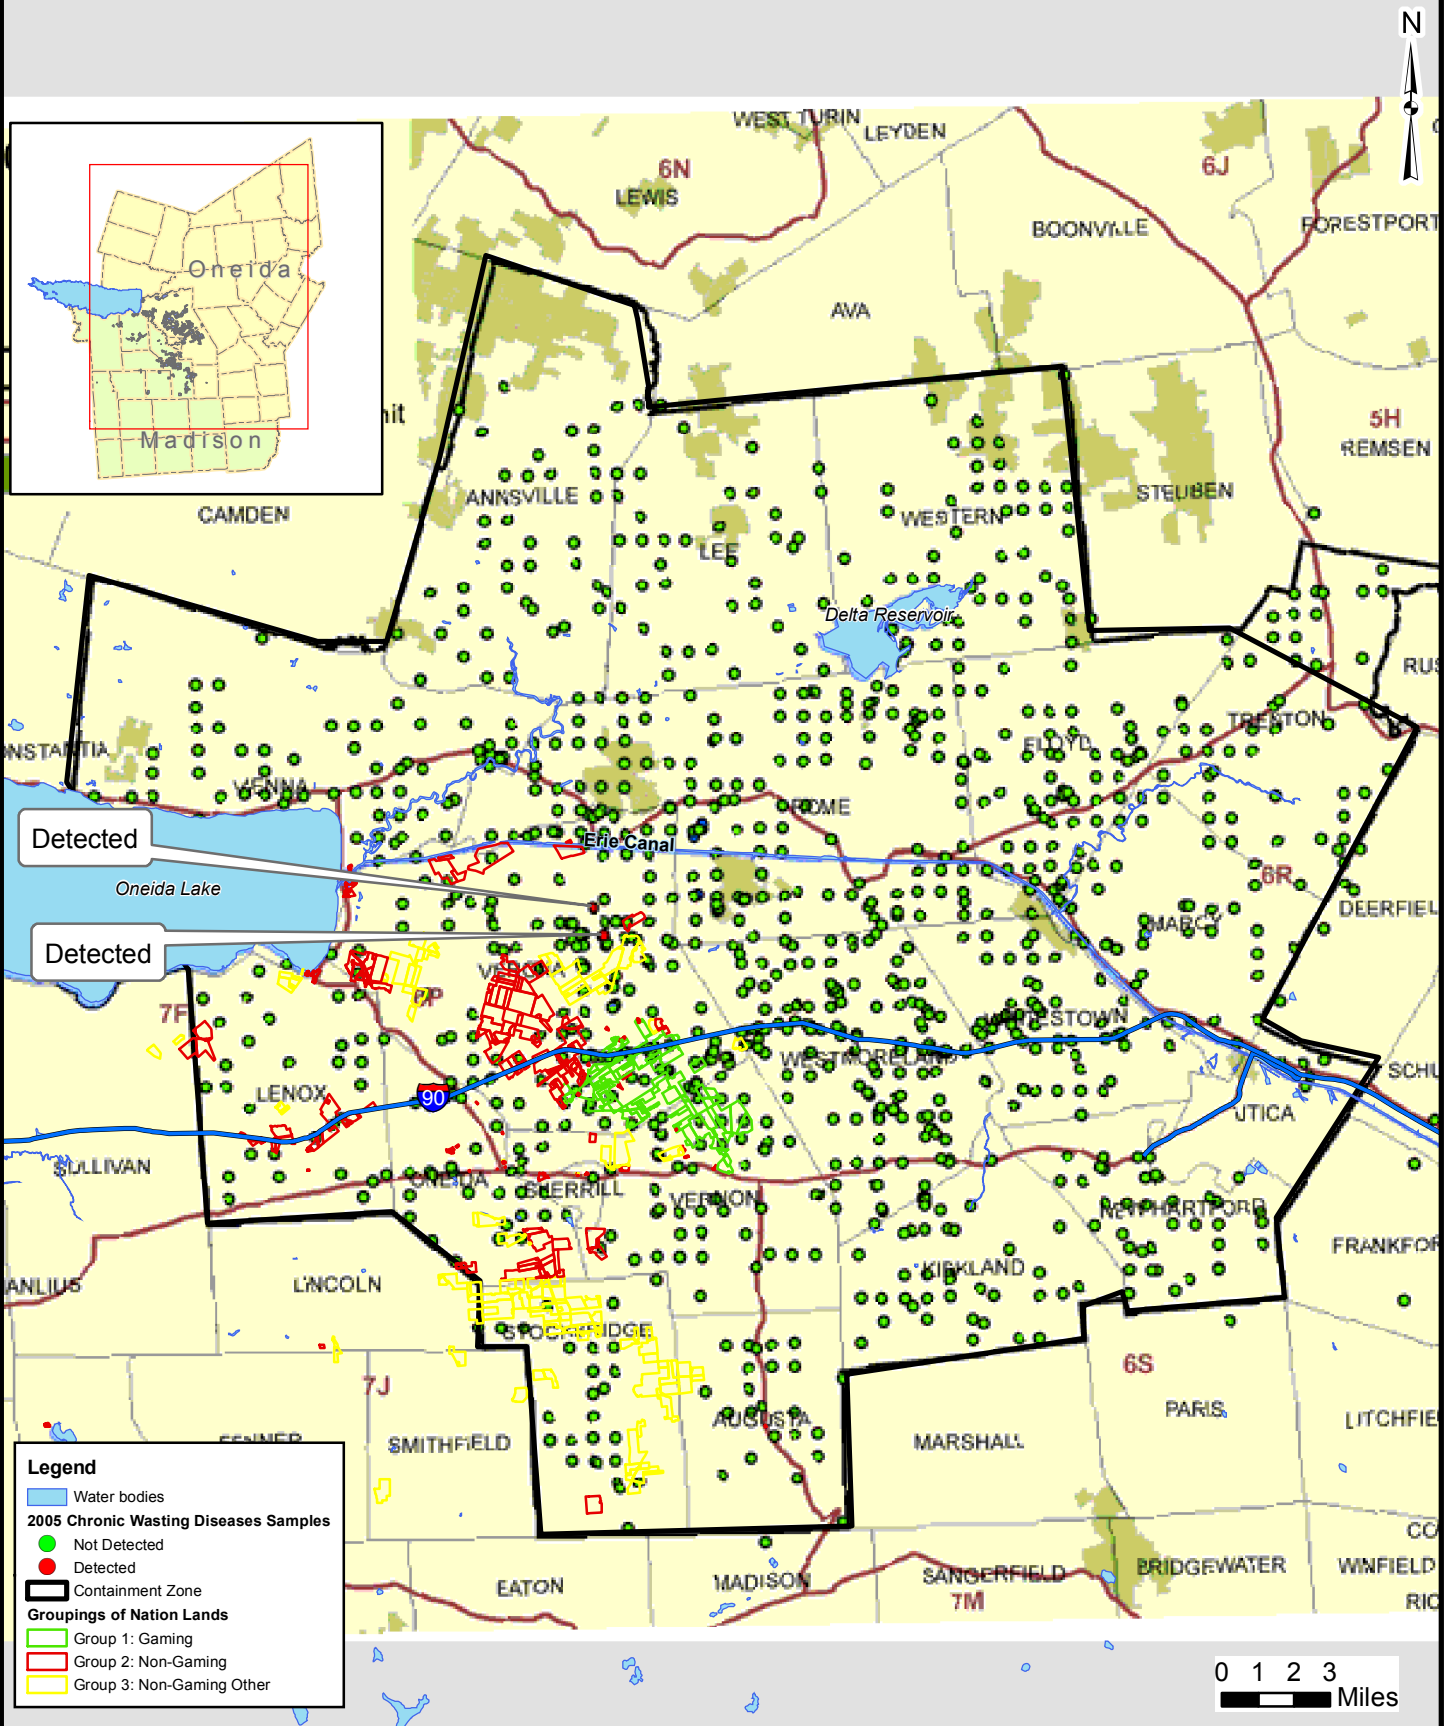 N
WEST TURIN
LEYDEN
6N
6J
LEWIS
BOONVILLE
FORESTPORT
Oneida
AVA
Madison
nit
5H
REMSEN
CAMDEN
ANNSVILLE
WESTERN
STEUBEN
LEE
Delta Reservoir
TRENTON
FLOYD
VIENNA
ROME
Detected
Erie Canal
Oneida Lake
6R
MARCY
Detected
VERONA
6P
7F
WHITESTOWN
WESTMORELAND
LENOX
90
UTICA
SULLIVAN
ONEIDA
SHERRILL
VERNON
NEW HARTFORD
LINCOLN
KIRKLAND
STOCKBRIDGE
7J
6S
AUGUSTA
PARIS
SMITHFIELD
MARSHALL
EATON
MADISON
SANGERFIELD
BRIDGEWATER
WINFIELD
7M
Legend
Water bodies
2005 Chronic Wasting Diseases Samples
Not Detected
Detected
Containment Zone
Groupings of Nation Lands
Group 1: Gaming
Group 2: Non-Gaming
Group 3: Non-Gaming Other
0 1 2 3
Miles